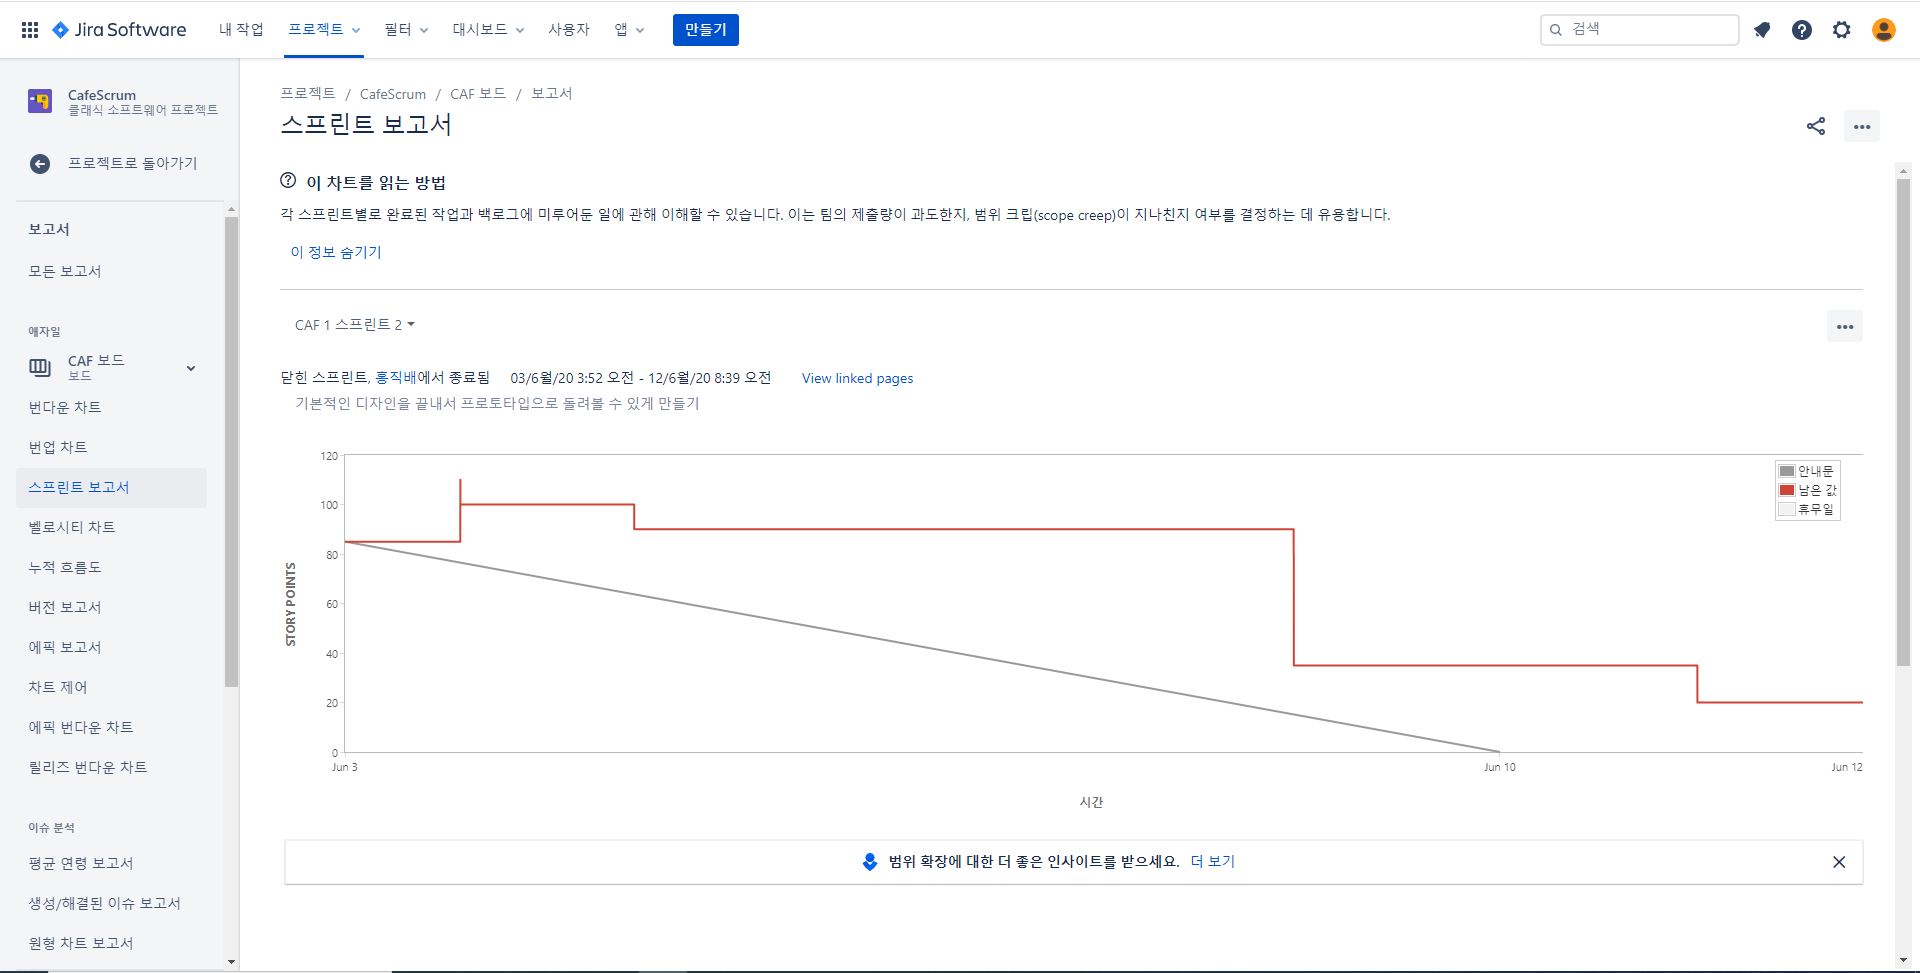 Jira Software 내 작업 프로젝트 필터 대시보드 사용자 앱 만들기 검색
CafeScrum
클래식 소프트웨어 프로젝트
프로젝트로 돌아가기
보고서
모든 보고서
애자일
CAF 보드
보드
번다운 차트
번업 차트
스프린트 보고서
벨로시티 차트
누적 흐름도
버전 보고서
에픽 보고서
차트 제어
에픽 번다운 차트
릴리즈 번다운 차트
이슈 분석
평균 연령 보고서
생성/해결된 이슈 보고서
원형 차트 보고서
프로젝트 / CafeScrum / CAF 보드 / 보고서
스프린트 보고서
이 차트를 읽는 방법
각 스프린트별로 완료된 작업과 백로그에 미루어둔 일에 관해 이해할 수 있습니다. 이는 팀의 제출량이 과도한지, 범위 크립(scope creep)이 지나친지 여부를 결정하는 데 유용합니다.
이 정보 숨기기
CAF 1 스프린트 2
닫힌 스프린트, 홍직배에서 종료됨 03/6월/20 3:52 오전 - 12/6월/20 8:39 오전 View linked pages
기본적인 디자인을 끝내서 프로토타입으로 돌려볼 수 있게 만들기
120
100
80
60
40
20
0
STORY POINTS
안내문
남은 값
휴무일
Jun 3 Jun 10 Jun 12
시간
범위 확장에 대한 더 좋은 인사이트를 받으세요. 더 보기